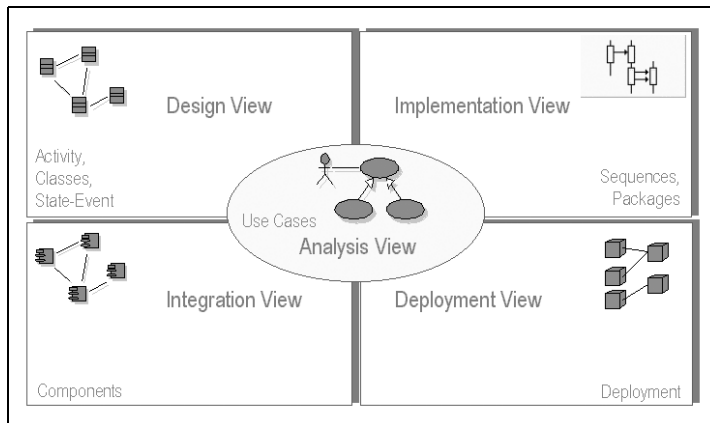 Design View
Implementation View
Activity,
Classes,
State-Event
Sequences,
Packages
Use Cases
Analysis View
Integration View
Deployment View
Components
Deployment